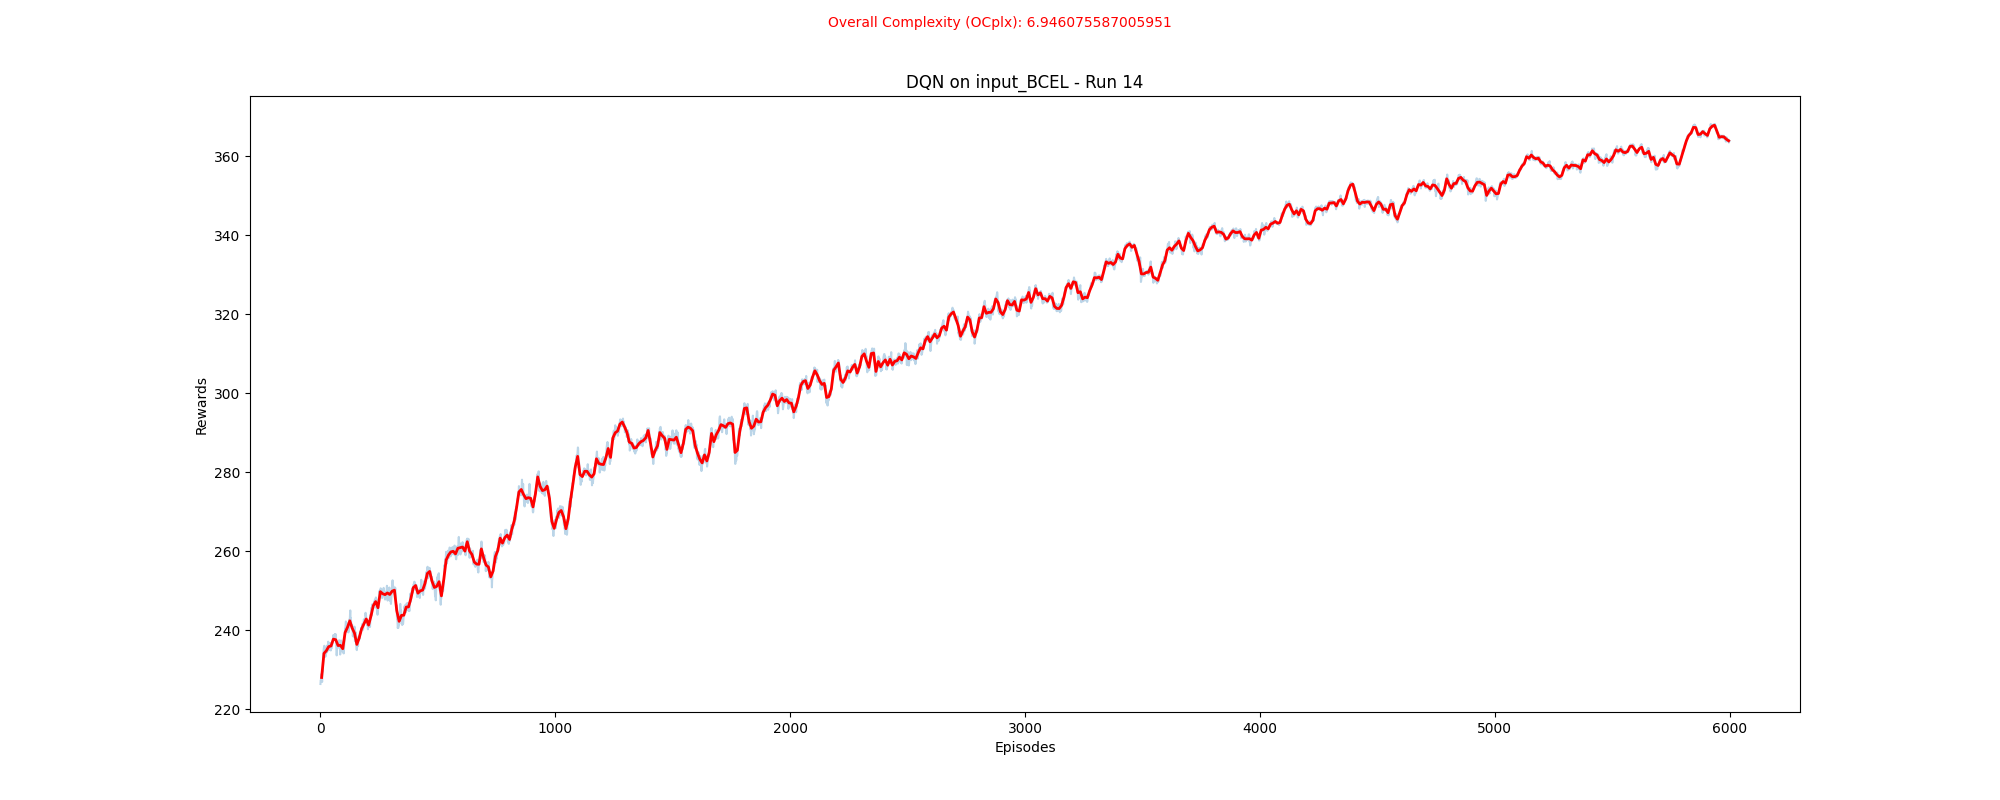 Overall Complexity (OCplx): 6.946075587005951
DQN on input_BCEL - Run 14
Rewards
360
340
320
300
280
260
240
220
0 1000 2000 3000 4000 5000 6000
Episodes